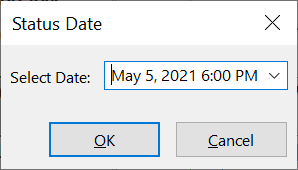 Status Date
Select Date: May 5, 2021 6:00 PM
OK Cancel